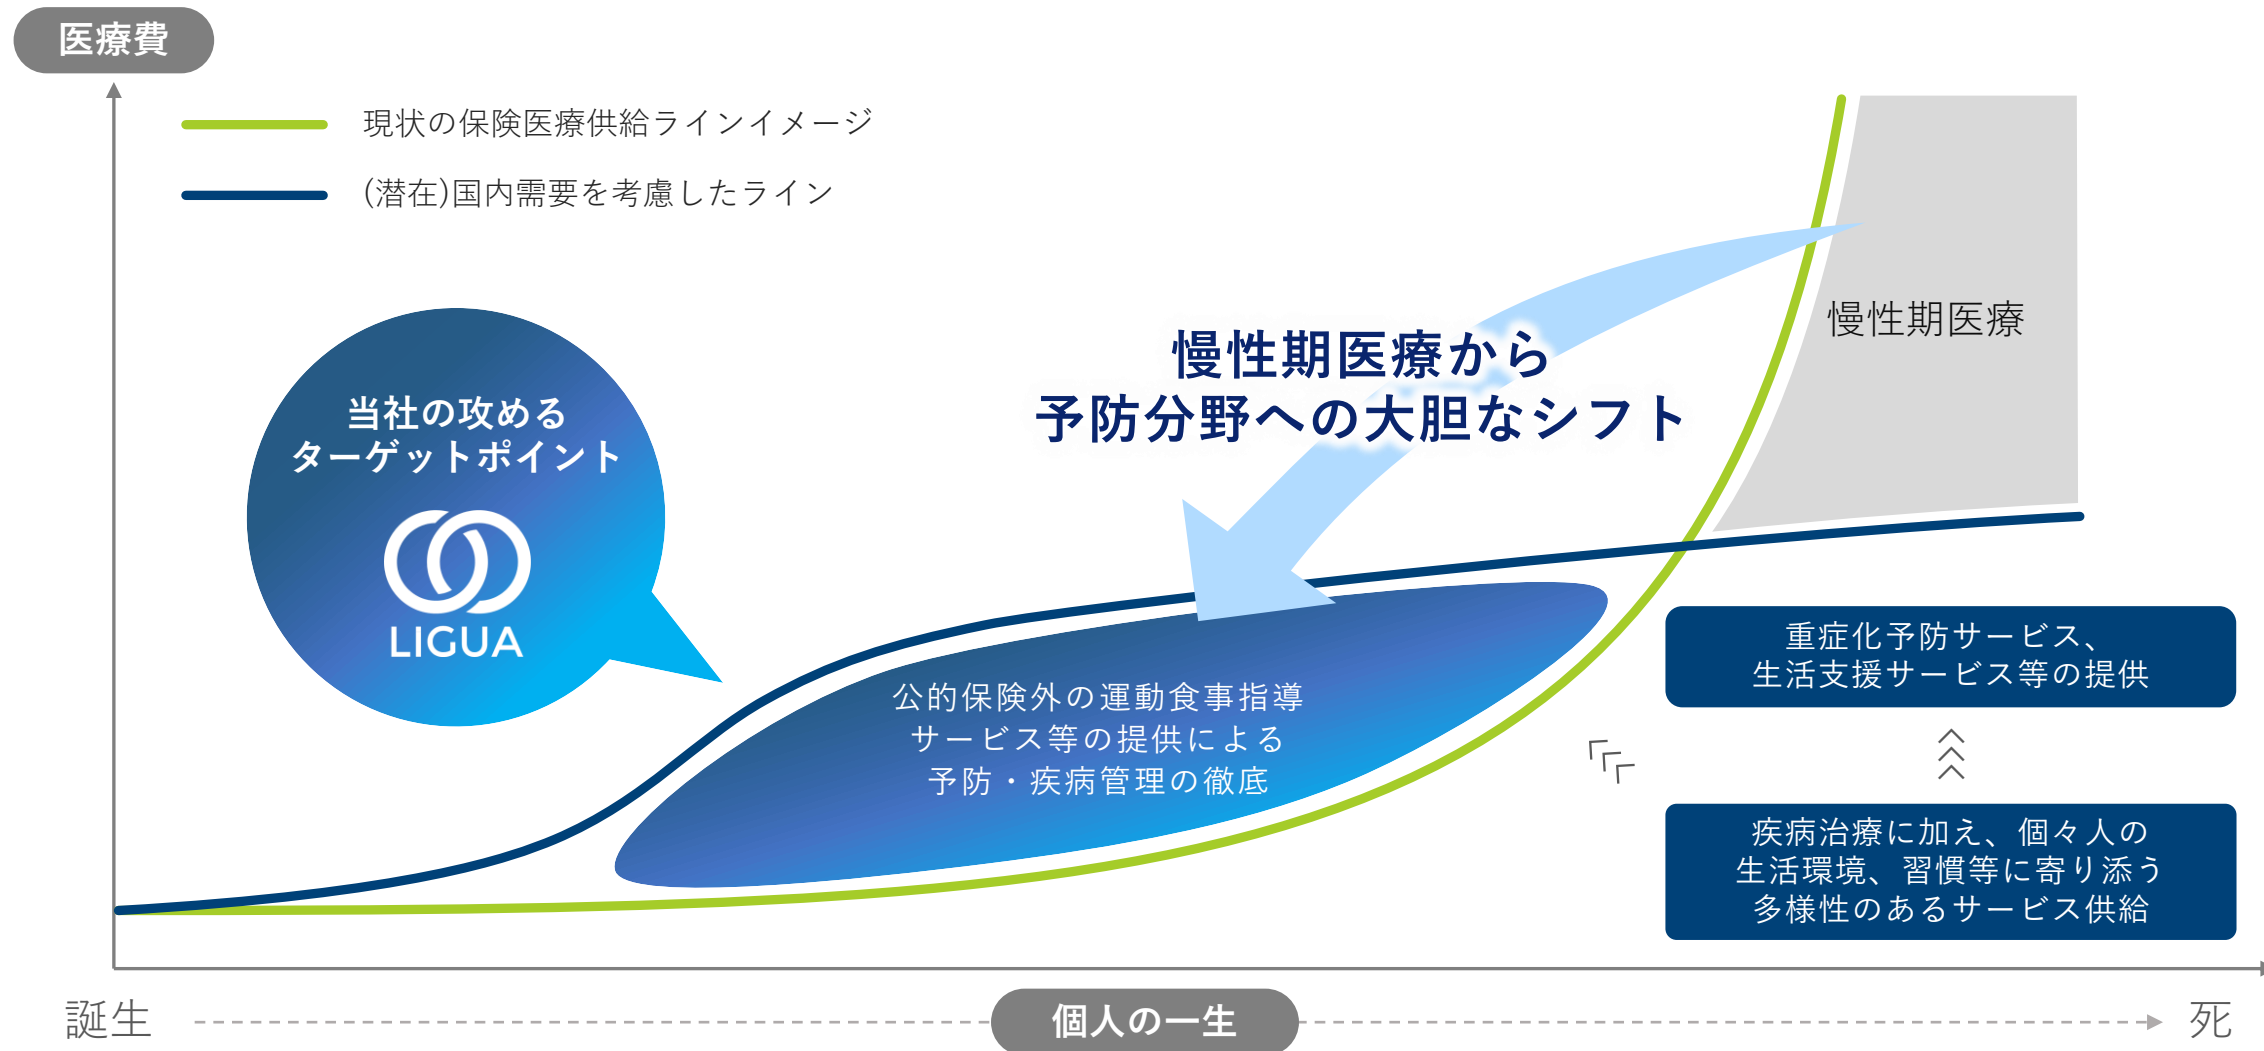 医療費
現状の保険医療供給ラインイメージ
(潜在)国内需要を考慮したライン
慢性期医療
慢性期医療から
予防分野への大胆なシフト
当社の攻める
ターゲットポイント
LIGUA
公的保険外の運動食事指導
サービス等の提供による
予防・疾病管理の徹底
重症化予防サービス、
生活支援サービス等の提供
疾病治療に加え、個々人の
生活環境、習慣等に寄り添う
多様性のあるサービス供給
誕生
個人の一生
死